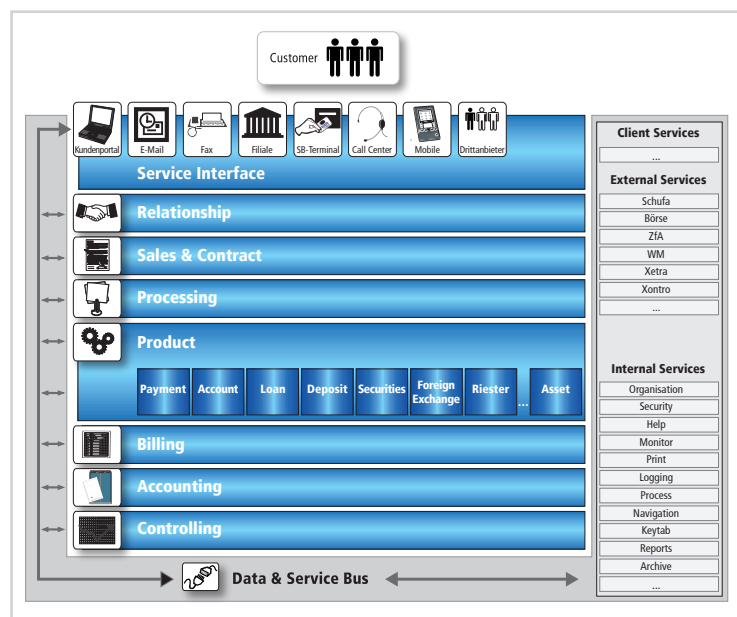 Customer
Kundenportal
E-Mail
Fax
Filiale
SB-Terminal
Call Center
Mobile
Drittanbieter
Service Interface
Relationship
Sales & Contract
Processing
Product
Payment
Account
Loan
Deposit
Securities
Foreign
Exchange
Riester
...
Asset
Billing
Accounting
Controlling
Data & Service Bus
Client Services
...
External Services
Schufa
Börse
ZfA
WM
Xetra
Xontro
...
Internal Services
Organisation
Security
Help
Monitor
Print
Logging
Process
Navigation
Keytab
Reports
Archive
...